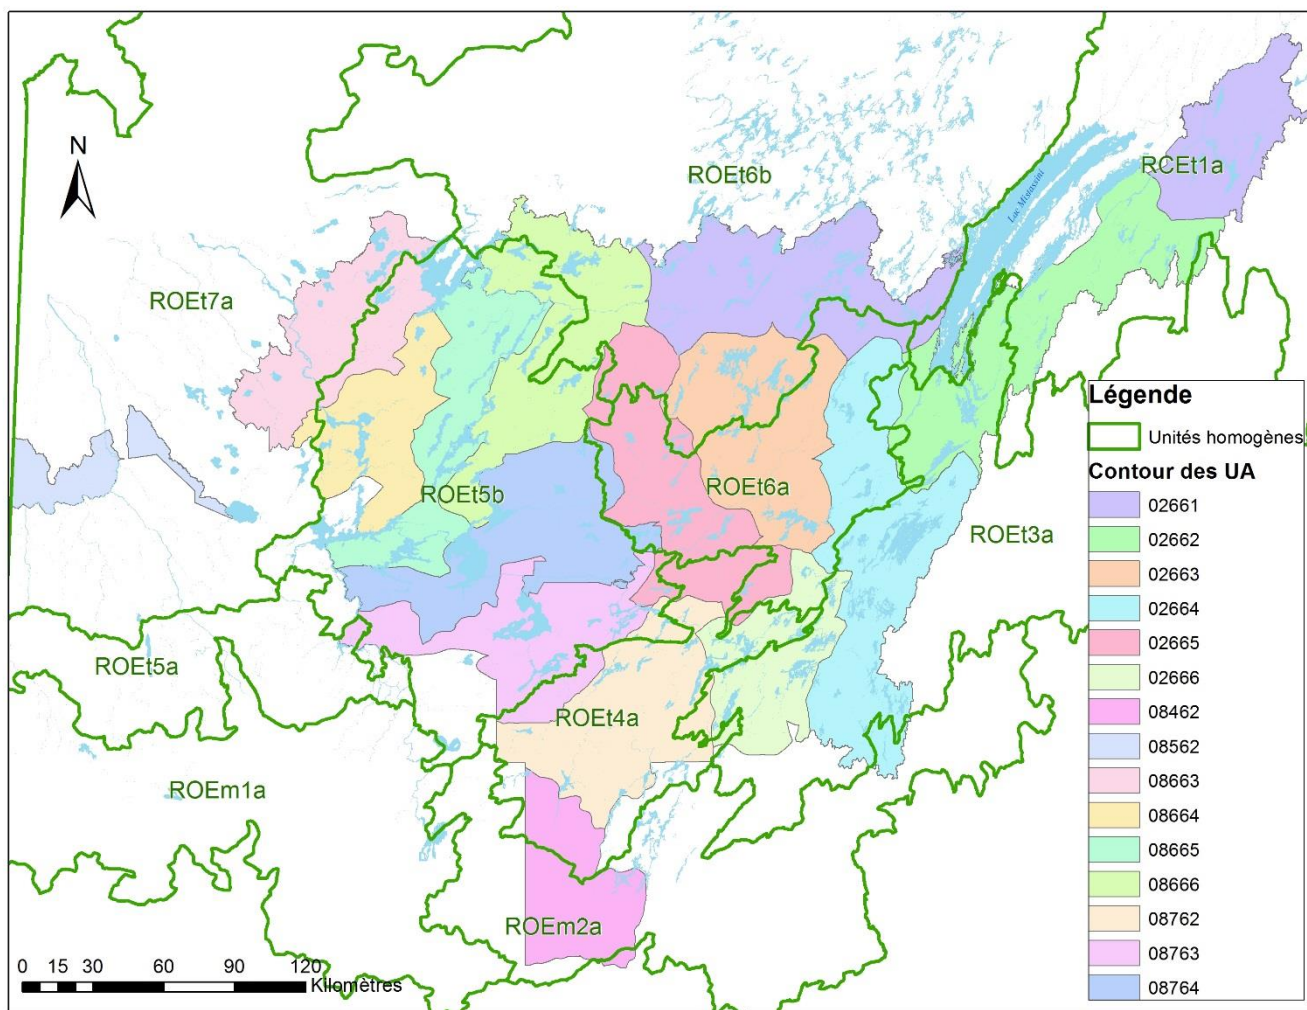 N
ROEt6b
Lac Mistassini
RCEt1a
ROEt7a
ROEt5b
ROEt6a
ROEt3a
ROEt5a
ROEt4a
ROEm1a
ROEm2a
0 15 30 60 90 120
Kilomètres
Légende
Unités homogènes
Contour des UA
02661
02662
02663
02664
02665
02666
08462
08562
08663
08664
08665
08666
08762
08763
08764